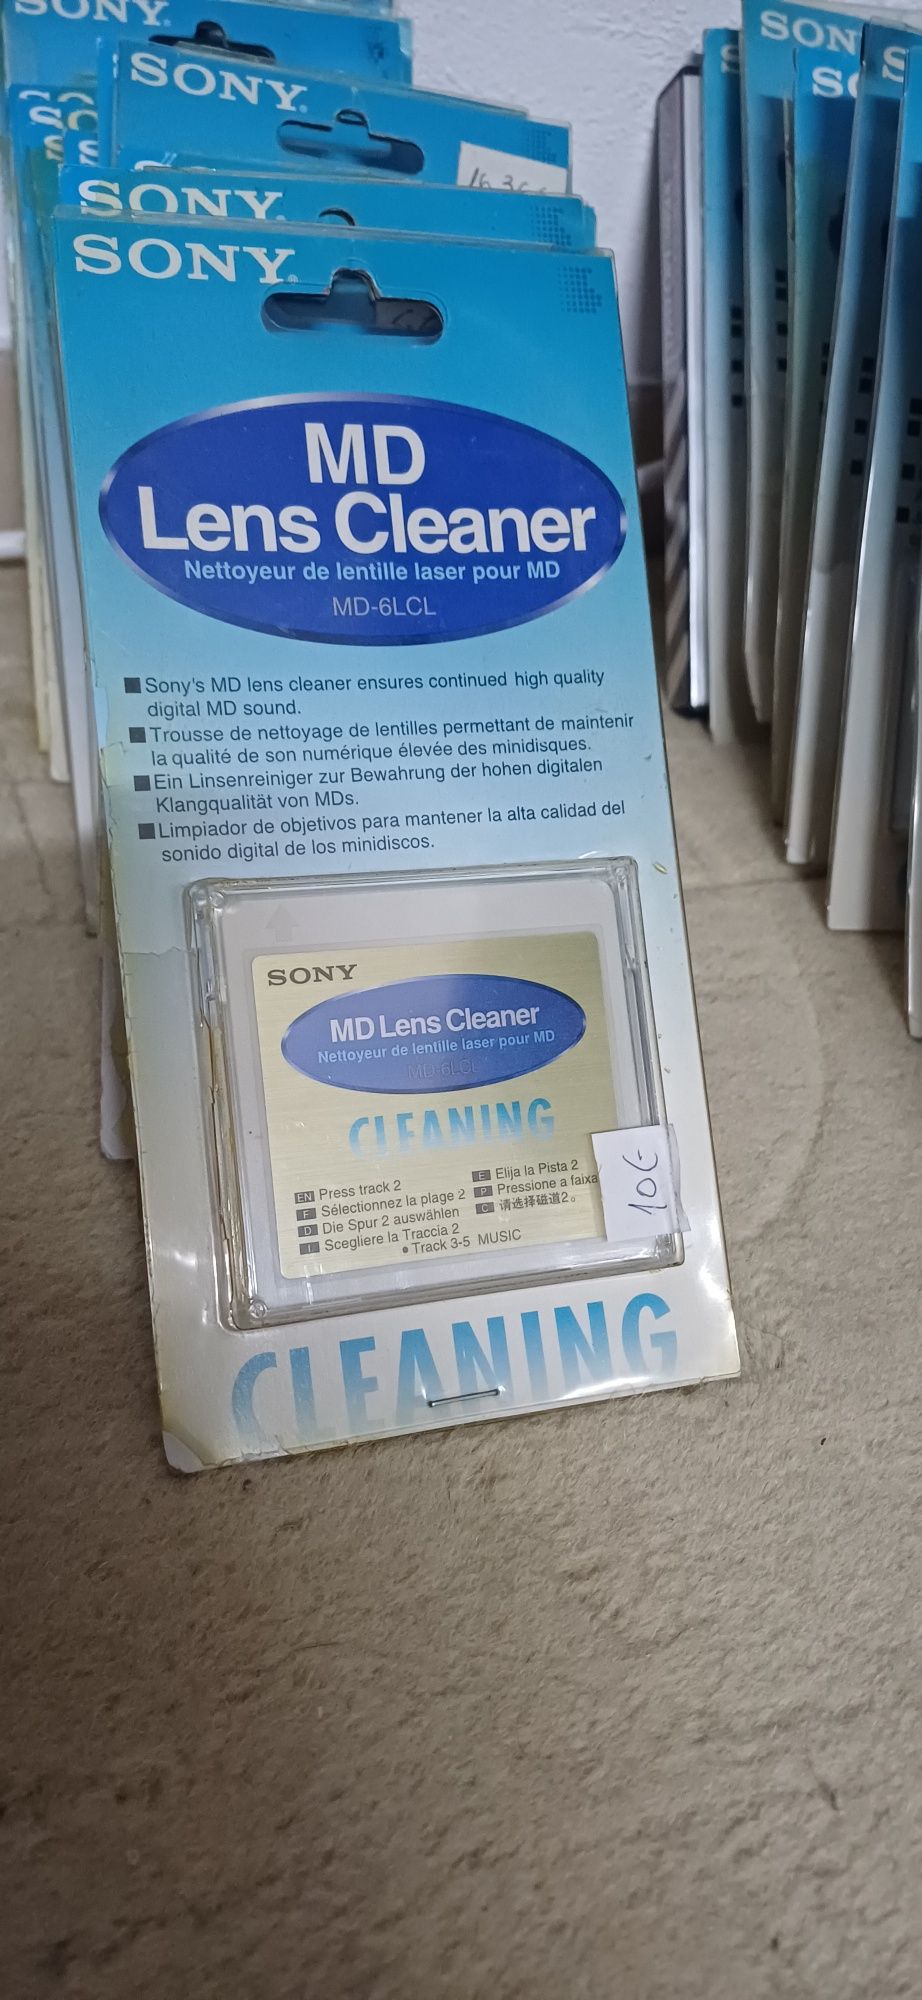 SONY
SONY
SONY
SONY
SON
MD
Lens Cleaner
Nettoyeur de lentille laser pour MD
MD-6LCL
Sony's MD lens cleaner ensures continued high quality
digital MD sound.
Trousse de nettoyage de lentilles permettant de maintenir
la qualité de son numérique élevée des minidisques.
Ein Linsenreiniger zur Bewahrung der hohen digitalen
Klangqualität von MDs.
Limpiador de objetivos para mantener la alta calidad del
sonido digital de los minidiscos.
SONY
MD Lens Cleaner
Nettoyeur de lentille laser pour MD
MD-6LCL
CLEANING
EN Press track 2
F Sélectionnez la plage 2
D Die Spur 2 auswählen
I Scegliere la Traccia 2
E Elija la Pista 2
P Pressione a faixa
C 请选择磁道2。
• Track 3-5 MUSIC
10€-
CLEANING